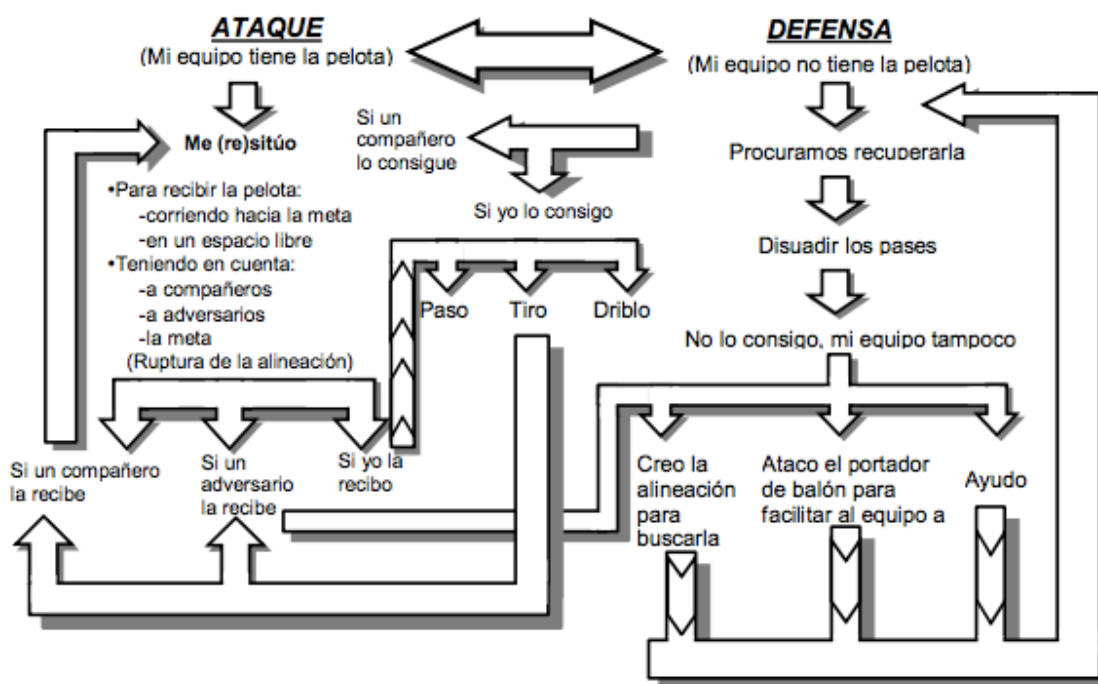 ATAQUE
(Mi equipo tiene la pelota)
Me (re)sitúo
•Para recibir la pelota:
-corriendo hacia la meta
-en un espacio libre
•Teniendo en cuenta:
-a compañeros
-a adversarios
-la meta
(Ruptura de la alineación)
Si un compañero
la recibe
Si un
adversario
la recibe
Si yo la
recibo
Si un
compañero
lo consigue
Si yo lo consigo
Paso
Tiro
Driblo
DEFENSA
(Mi equipo no tiene la pelota)
Procuramos recuperarla
Disuadir los pases
No lo consigo, mi equipo tampoco
Creo la
alineación
para
buscarla
Ataco el portador
de balón para
facilitar al equipo a
Ayudo